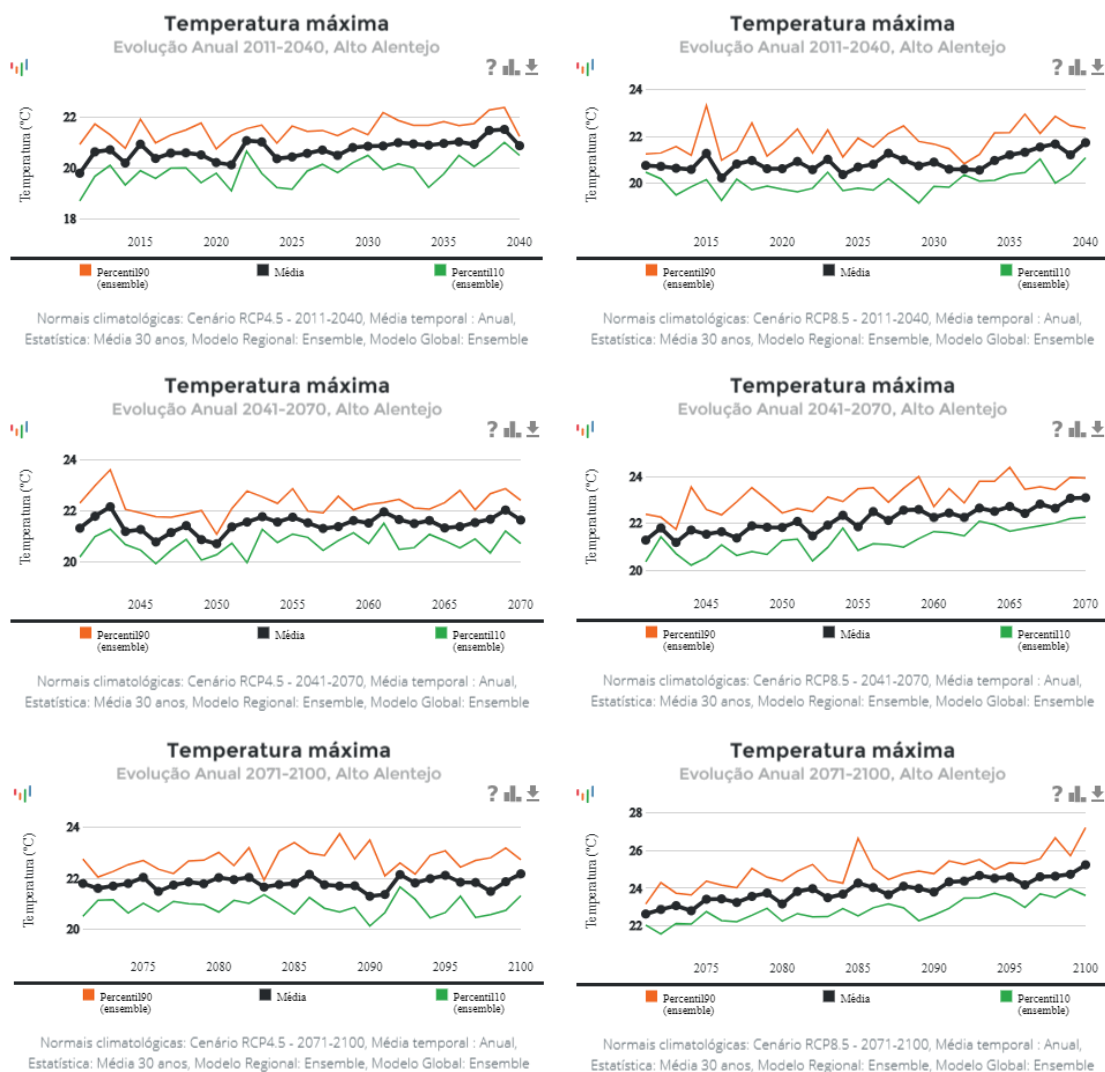 Temperatura máxima
Evolução Anual 2011-2040, Alto Alentejo
?
Temperatura (°C)
22
20
18
2015 2020 2025 2030 2035 2040
Percentil90 (ensemble) Média Percentil10 (ensemble)
Normais climatológicas: Cenário RCP4.5 - 2011-2040, Média temporal : Anual,
Estatística: Média 30 anos, Modelo Regional: Ensemble, Modelo Global: Ensemble
Temperatura máxima
Evolução Anual 2011-2040, Alto Alentejo
?
Temperatura (°C)
24
22
20
2015 2020 2025 2030 2035 2040
Percentil90 (ensemble) Média Percentil10 (ensemble)
Normais climatológicas: Cenário RCP8.5 - 2011-2040, Média temporal : Anual,
Estatística: Média 30 anos, Modelo Regional: Ensemble, Modelo Global: Ensemble
Temperatura máxima
Evolução Anual 2041-2070, Alto Alentejo
?
Temperatura (°C)
24
22
20
2045 2050 2055 2060 2065 2070
Percentil90 (ensemble) Média Percentil10 (ensemble)
Normais climatológicas: Cenário RCP4.5 - 2041-2070, Média temporal : Anual,
Estatística: Média 30 anos, Modelo Regional: Ensemble, Modelo Global: Ensemble
Temperatura máxima
Evolução Anual 2041-2070, Alto Alentejo
?
Temperatura (°C)
24
22
20
2045 2050 2055 2060 2065 2070
Percentil90 (ensemble) Média Percentil10 (ensemble)
Normais climatológicas: Cenário RCP8.5 - 2041-2070, Média temporal : Anual,
Estatística: Média 30 anos, Modelo Regional: Ensemble, Modelo Global: Ensemble
Temperatura máxima
Evolução Anual 2071-2100, Alto Alentejo
?
Temperatura (°C)
24
22
20
2075 2080 2085 2090 2095 2100
Percentil90 (ensemble) Média Percentil10 (ensemble)
Normais climatológicas: Cenário RCP4.5 - 2071-2100, Média temporal : Anual,
Estatística: Média 30 anos, Modelo Regional: Ensemble, Modelo Global: Ensemble
Temperatura máxima
Evolução Anual 2071-2100, Alto Alentejo
?
Temperatura (°C)
28
26
24
22
2075 2080 2085 2090 2095 2100
Percentil90 (ensemble) Média Percentil10 (ensemble)
Normais climatológicas: Cenário RCP8.5 - 2071-2100, Média temporal : Anual,
Estatística: Média 30 anos, Modelo Regional: Ensemble, Modelo Global: Ensemble